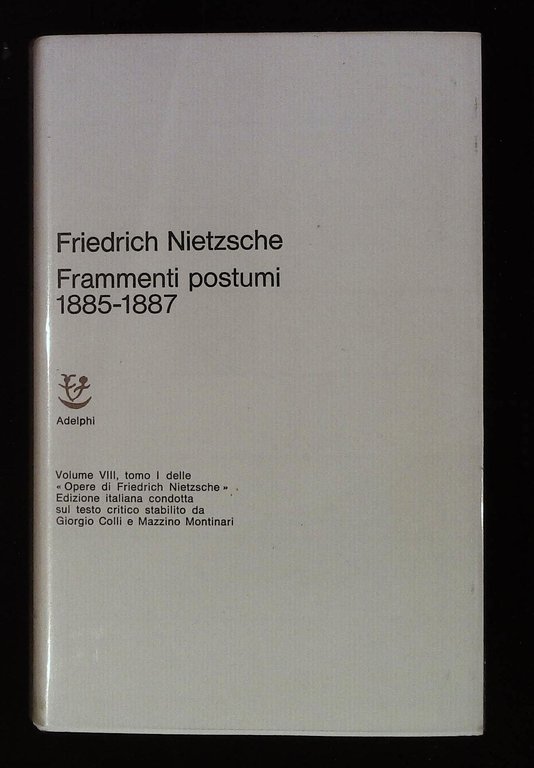 Friedrich Nietzsche
Frammenti postumi
1885-1887
Adelphi
Volume VIII, tomo I delle
« Opere di Friedrich Nietzsche » .
Edizione italiana condotta
sul testo critico stabilito da
Giorgio Colli e Mazzino Montinari